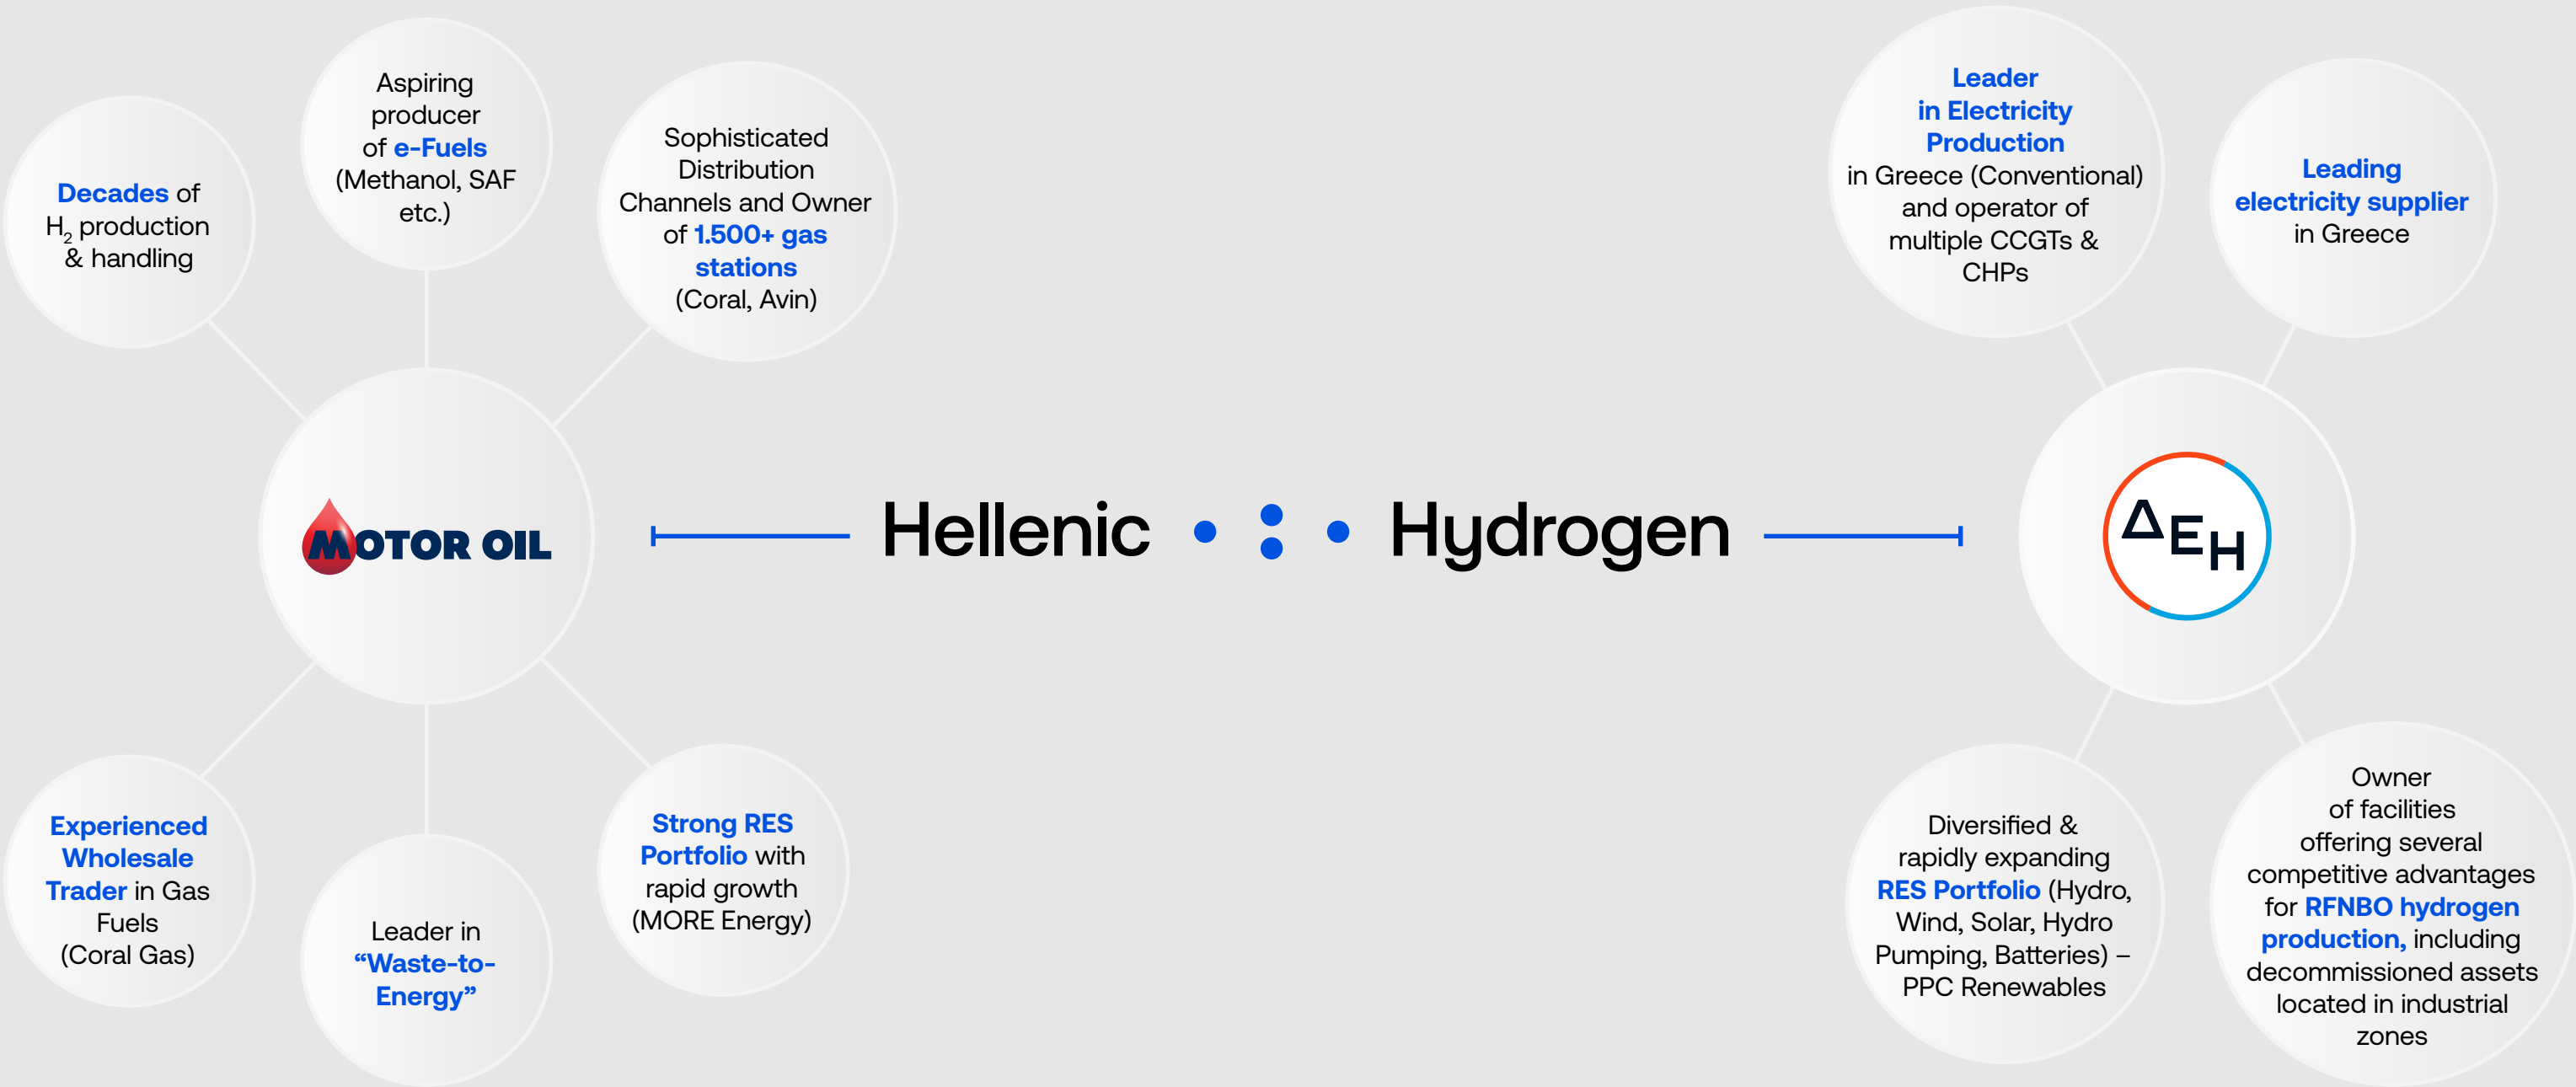 Decades of
H₂ production
& handling
Aspiring
producer
of e-Fuels
(Methanol, SAF
etc.)
Sophisticated
Distribution
Channels and Owner
of 1.500+ gas
stations
(Coral, Avin)
MOTOR OIL
Experienced
Wholesale
Trader in Gas
Fuels
(Coral Gas)
Leader in
“Waste-to-
Energy”
Strong RES
Portfolio with
rapid growth
(MORE Energy)
Hellenic Hydrogen
Leader
in Electricity
Production
in Greece (Conventional)
and operator of
multiple CCGTs &
CHPs
Leading
electricity supplier
in Greece
ΔΕΗ
Diversified &
rapidly expanding
RES Portfolio (Hydro,
Wind, Solar, Hydro
Pumping, Batteries) –
PPC Renewables
Owner
of facilities
offering several
competitive advantages
for RFNBO hydrogen
production, including
decommissioned assets
located in industrial
zones